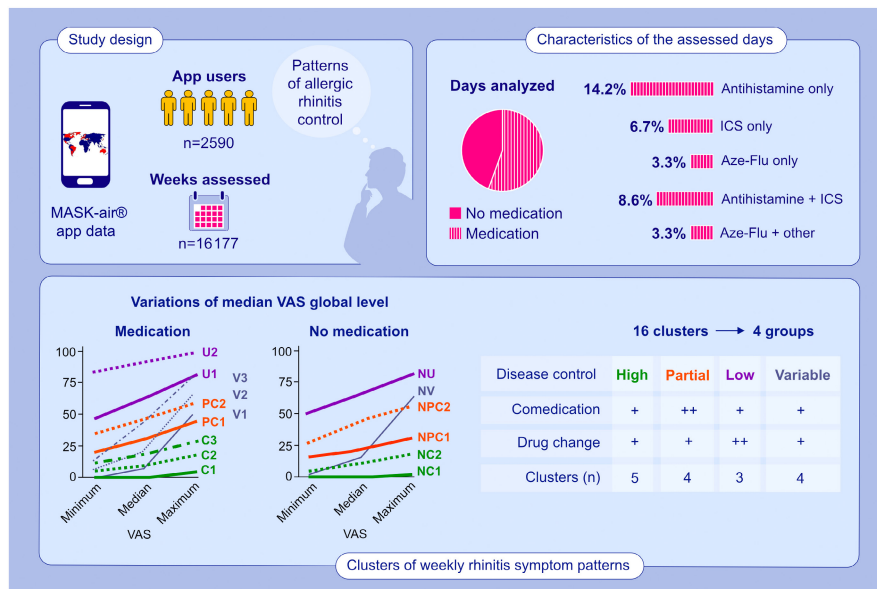 Study design
App users
n=2590
Weeks assessed
n=16177
MASK-air®
app data
Patterns
of allergic
rhinitis
control
Characteristics of the assessed days
Days analyzed
No medication
Medication
14.2% Antihistamine only
6.7% ICS only
3.3% Aze-Flu only
8.6% Antihistamine + ICS
3.3% Aze-Flu + other
Variations of median VAS global level
Medication
100
75
50
25
0
U2
U1
V3
V2
PC2
V1
PC1
C3
C2
C1
Minimum
Median
Maximum
VAS
No medication
100
75
50
25
0
NU
NV
NPC2
NPC1
NC2
NC1
Minimum
Median
Maximum
VAS
16 clusters → 4 groups
Disease control High Partial Low Variable
Comedication + ++ + +
Drug change + + ++ +
Clusters (n) 5 4 3 4
Clusters of weekly rhinitis symptom patterns